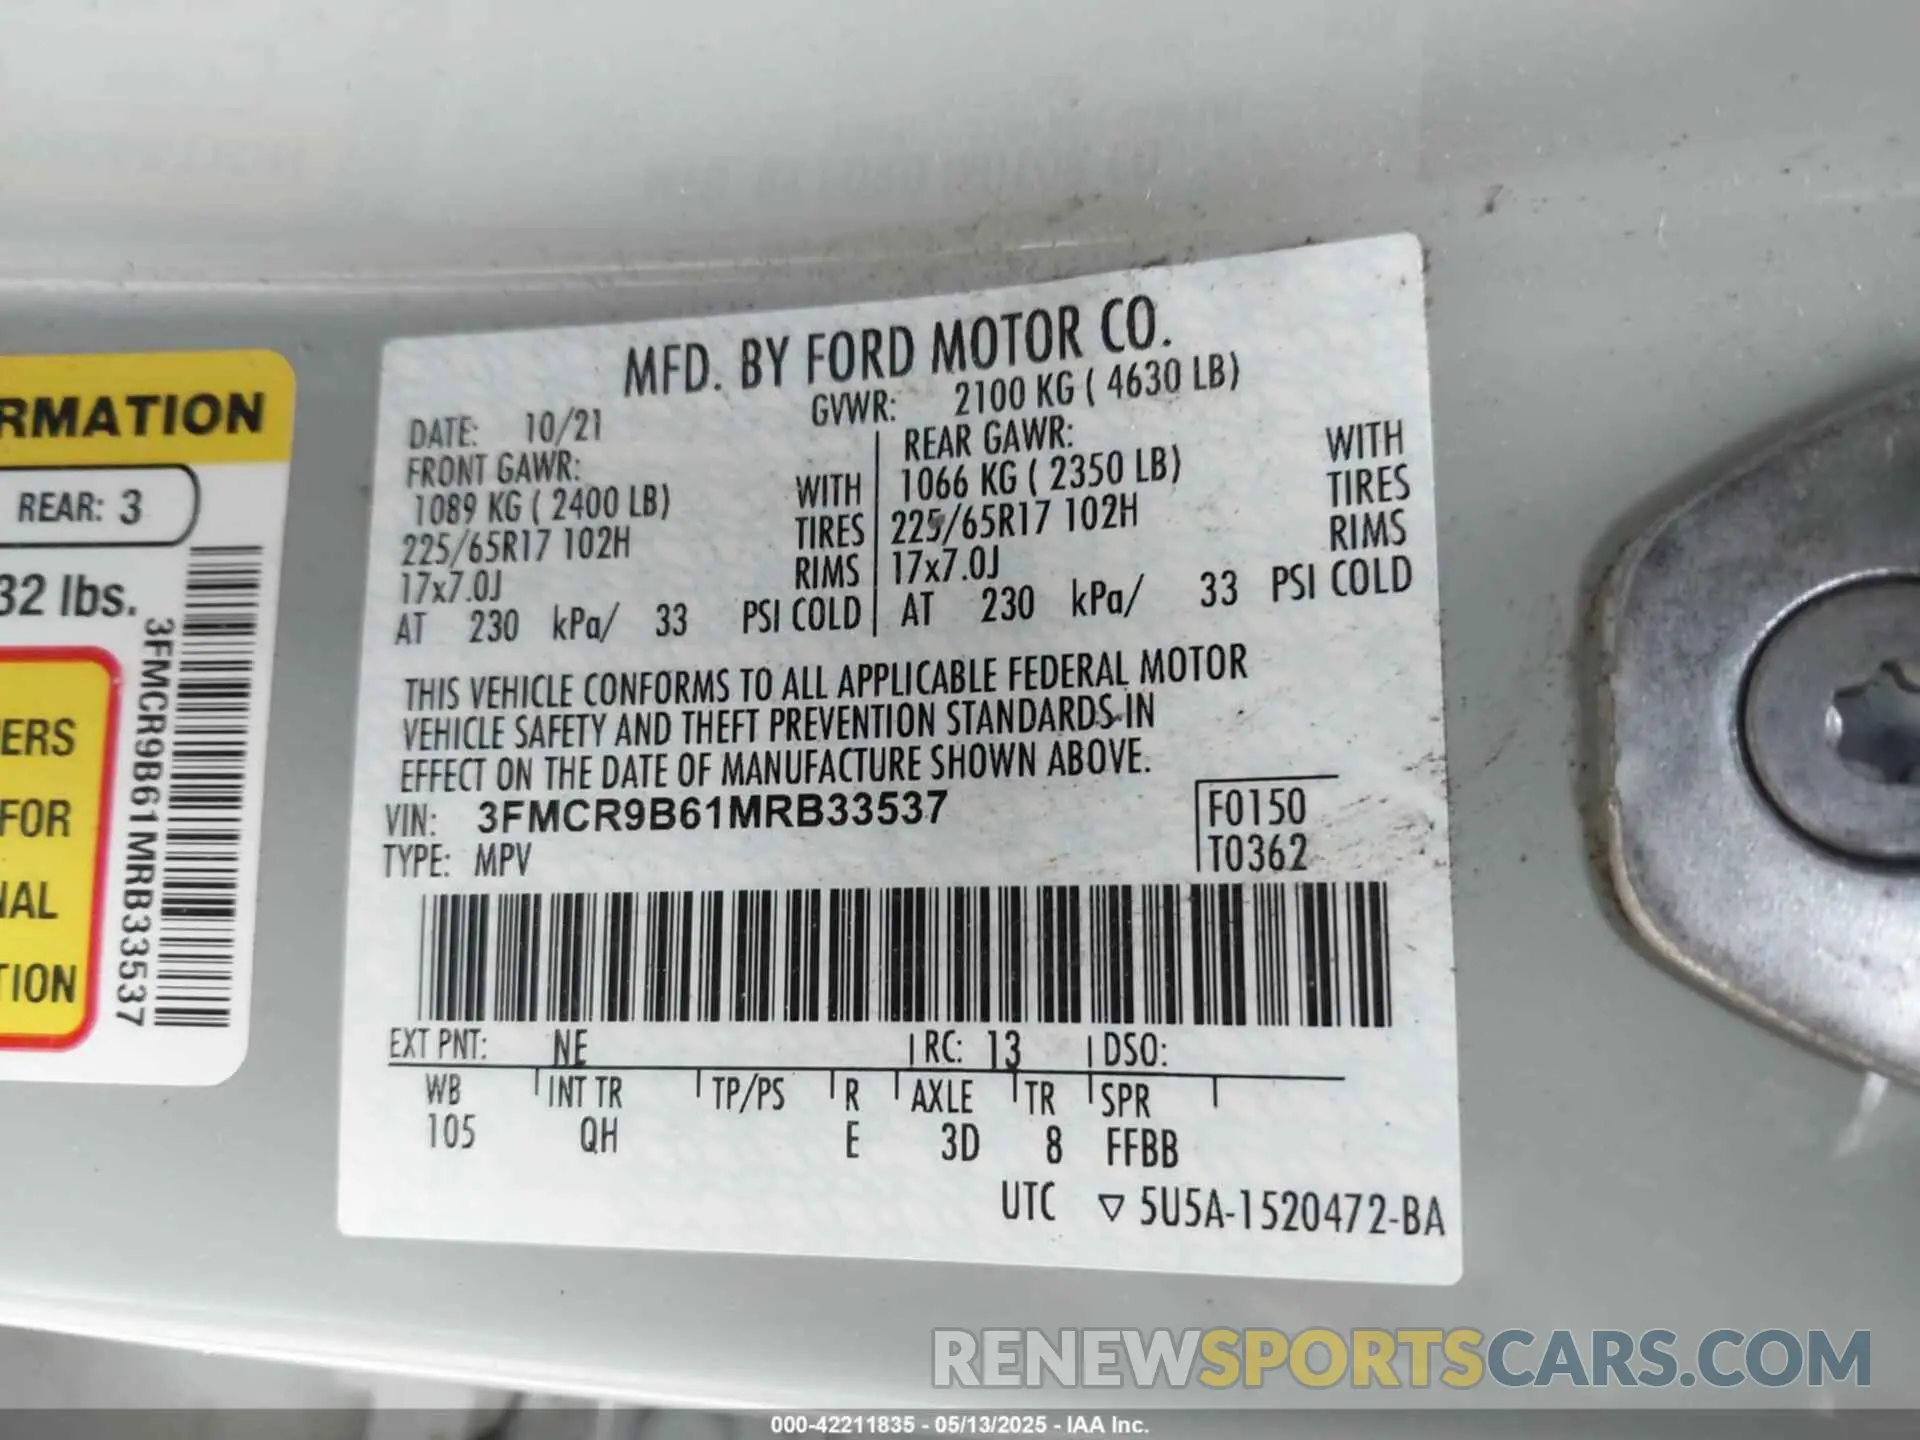 RMATION
REAR: 3
32 lbs.
ERS
FOR
NAL
TION
3FMCR9B61MRB33537
MFD. BY FORD MOTOR CO.
DATE: 10/21 GVWR: 2100 KG ( 4630 LB)
FRONT GAWR: REAR GAWR:
1089 KG ( 2400 LB) WITH 1066 KG ( 2350 LB) WITH
225/65R17 102H TIRES 225/65R17 102H TIRES
17x7.0J RIMS 17x7.0J RIMS
AT 230 kPa/ 33 PSI COLD AT 230 kPa/ 33 PSI COLD
THIS VEHICLE CONFORMS TO ALL APPLICABLE FEDERAL MOTOR
VEHICLE SAFETY AND THEFT PREVENTION STANDARDS IN
EFFECT ON THE DATE OF MANUFACTURE SHOWN ABOVE.
VIN: 3FMCR9B61MRB33537 F0150
TYPE: MPV T0362
EXT PNT: NE RC: 13 DSO:
WB INT TR TP/PS R AXLE TR SPR
105 QH E 3D 8 FFBB
UTC ▽ 5U5A-1520472-BA
RENEWSPORTSCARS.COM
000-42211835 - 05/13/2025 - IAA Inc.